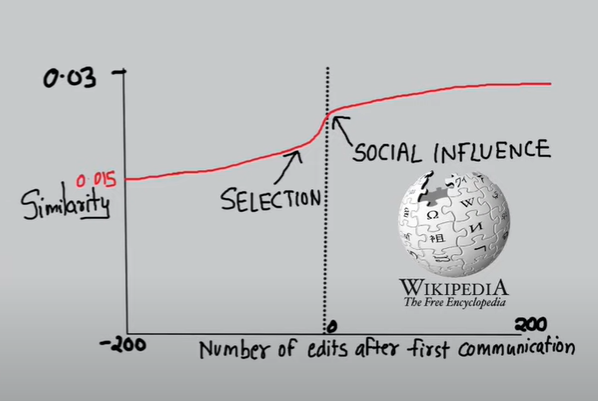 0.03
0.015
Similarity
SELECTION
SOCIAL INFLUENCE
Ω
W
И
祖
WIKIPEDIA
The Free Encyclopedia
-200
0
200
Number of edits after first communication